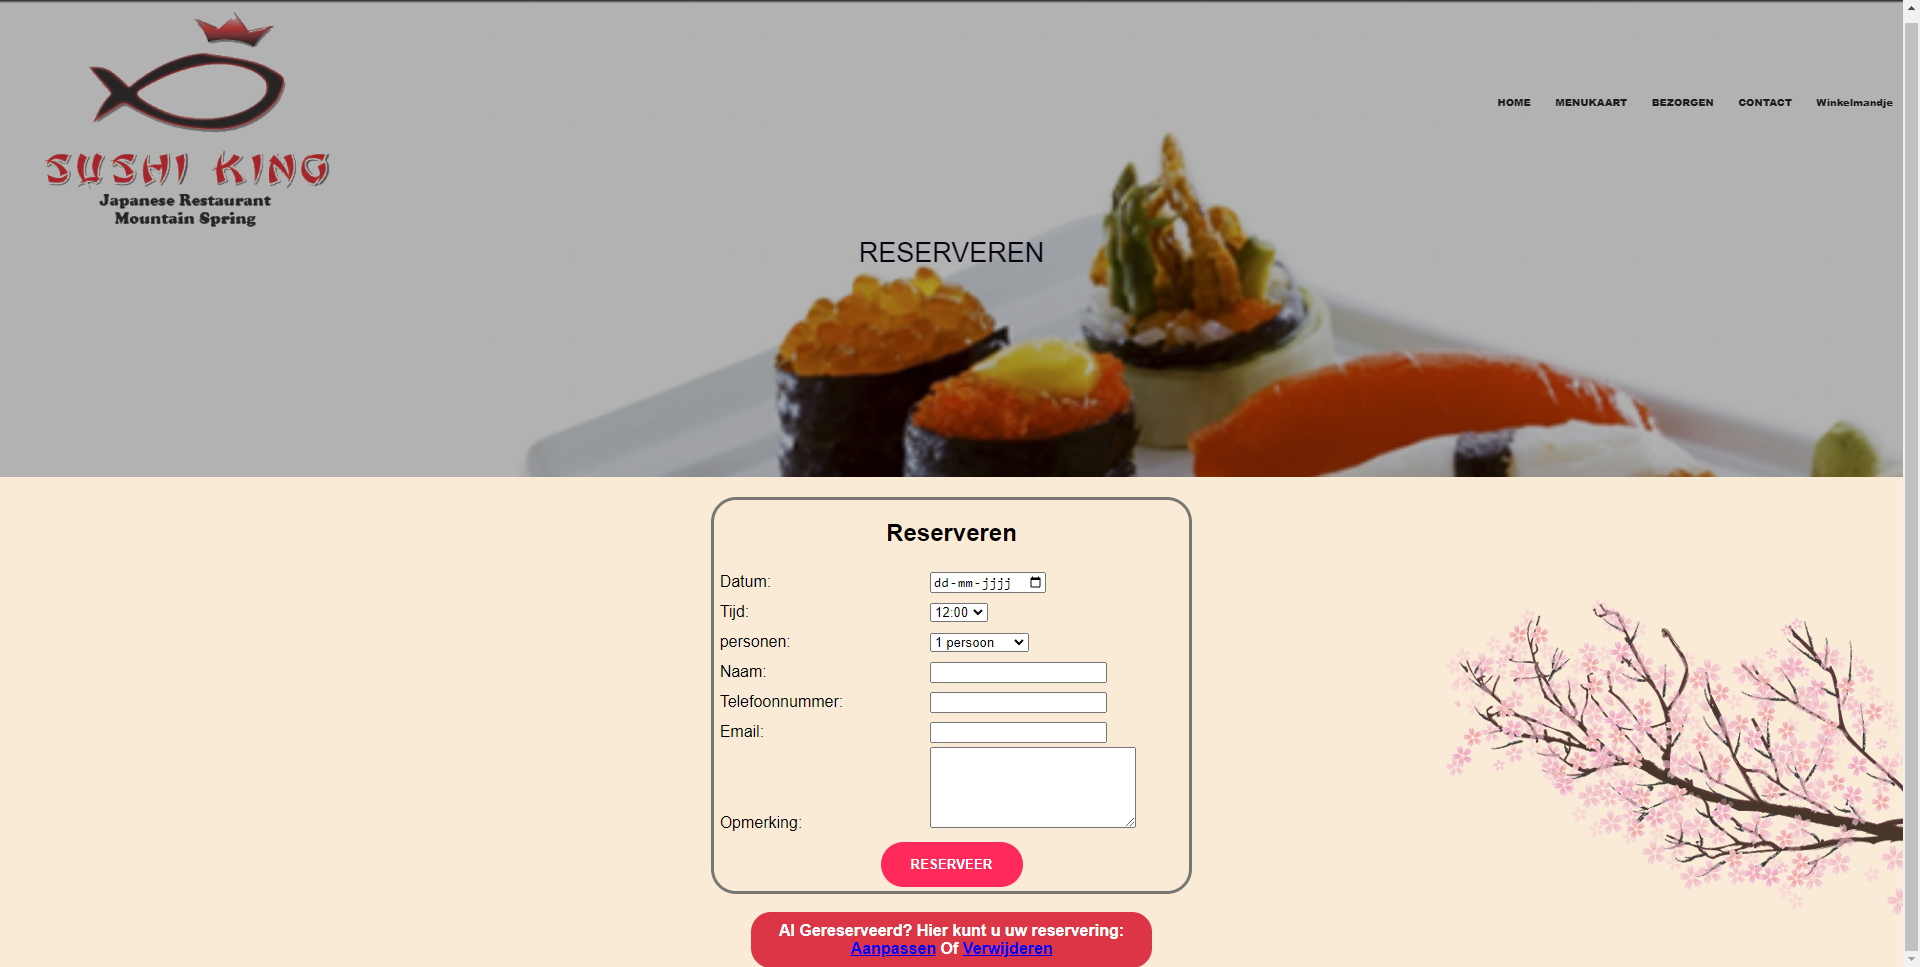 SUSHI KING
Japanese Restaurant
Mountain Spring
HOME MENUKAART BEZORGEN CONTACT Winkelmandje
RESERVEREN
Reserveren
Datum: dd-mm-jjjj
Tijd: 12:00
personen: 1 persoon
Naam:
Telefoonnummer:
Email:
Opmerking:
RESERVEER
Al Gereserveerd? Hier kunt u uw reservering:
Aanpassen Of Verwijderen